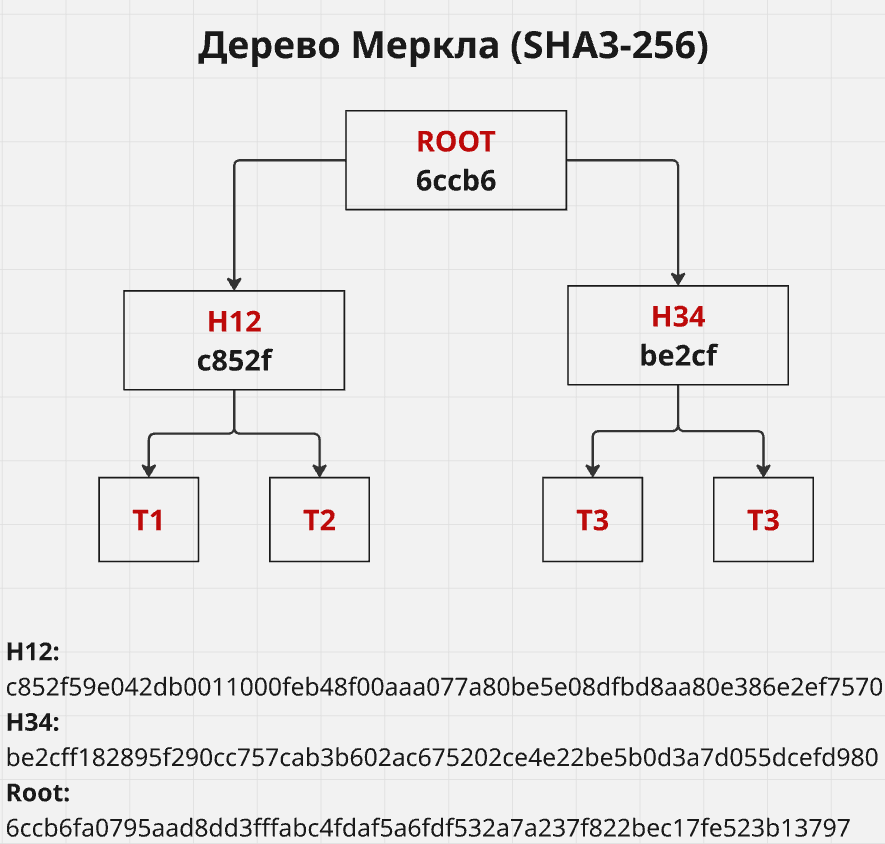 Дерево Меркла (SHA3-256)
ROOT
6ccb6
H12
c852f
H34
be2cf
T1
T2
T3
T3
H12:
c852f59e042db0011000feb48f00aaa077a80be5e08dfbd8aa80e386e2ef7570
H34:
be2cff182895f290cc757cab3b602ac675202ce4e22be5b0d3a7d055dcefd980
Root:
6ccb6fa0795aad8dd3fffabc4fdaf5a6fdf532a7a237f822bec17fe523b13797